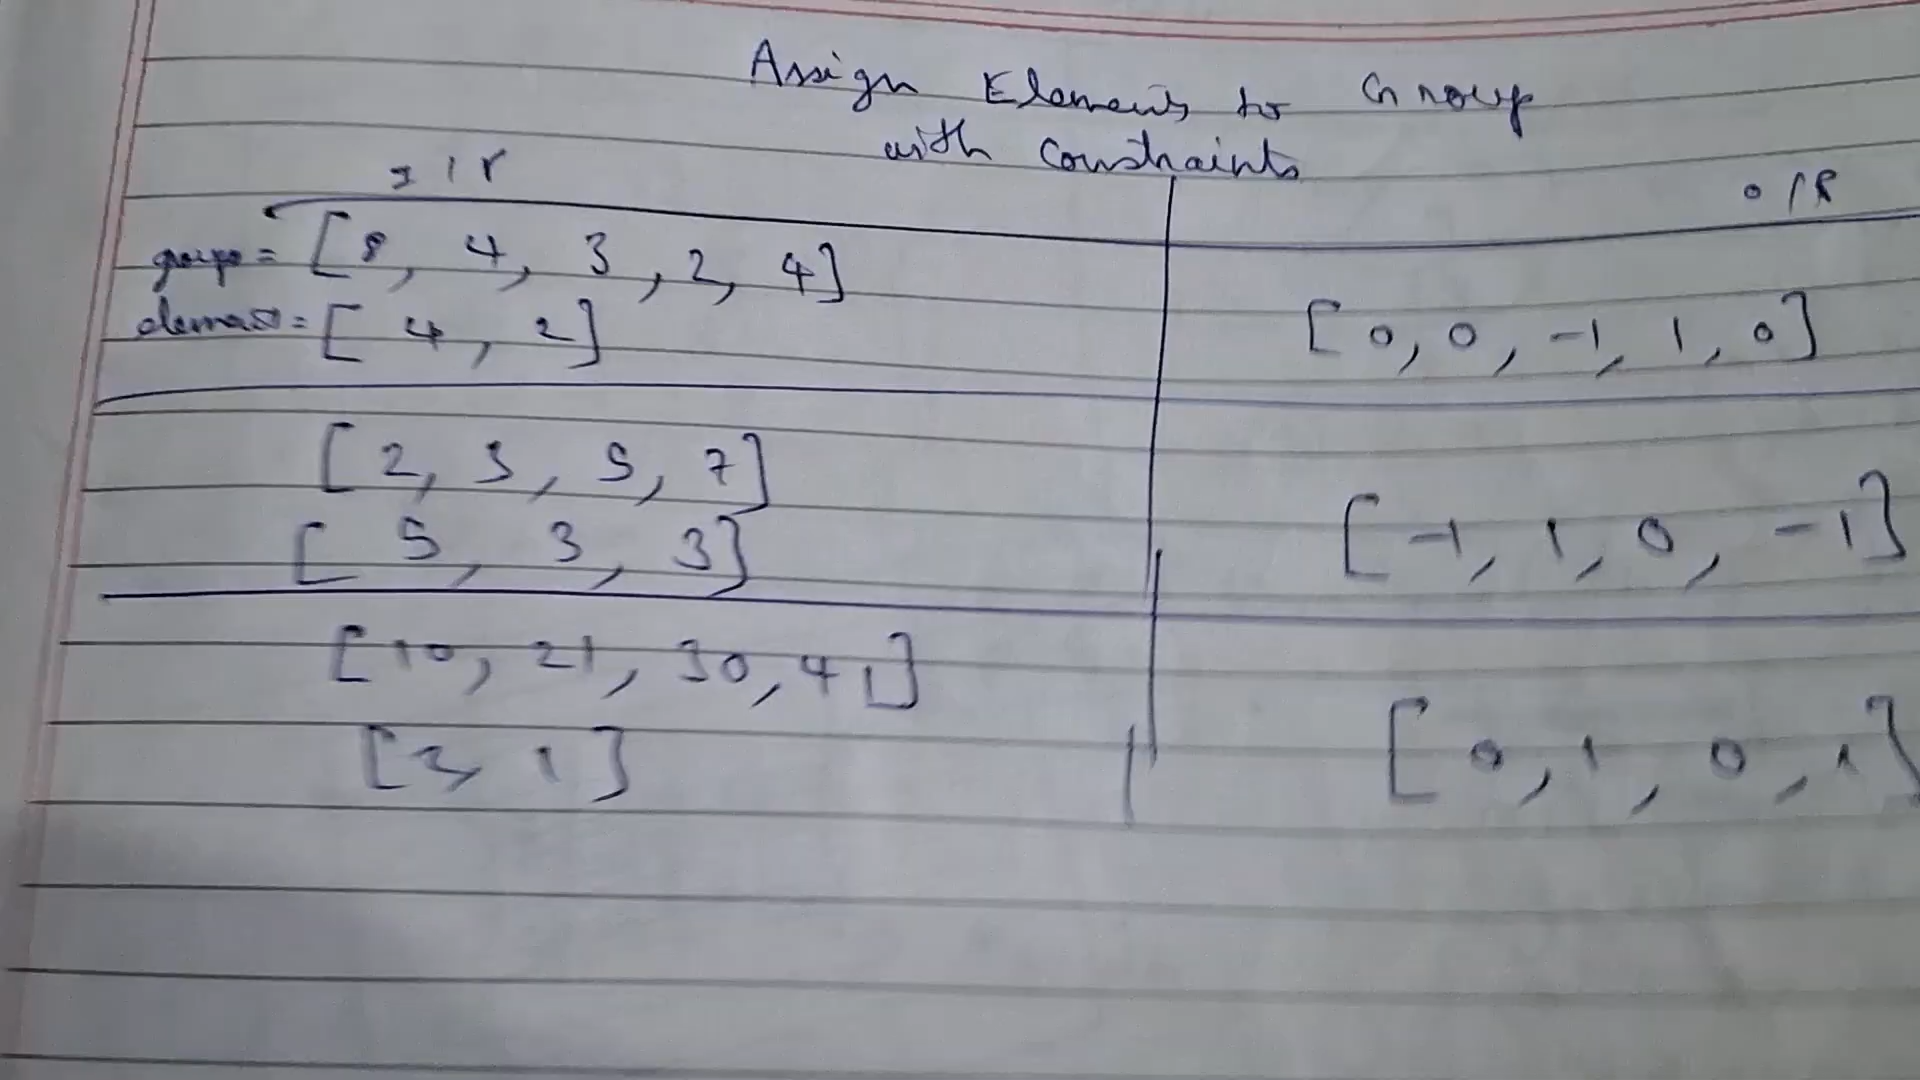 Assign Elements to Group
with constraints
I/P
O/P
groups = [8, 4, 3, 2, 4]
element = [4, 2]
[0, 0, -1, 1, 0]
[2, 3, 5, 7]
[5, 3, 3]
[-1, 1, 0, -1]
[10, 21, 30, 41]
[2, 1]
[0, 1, 0, 1]